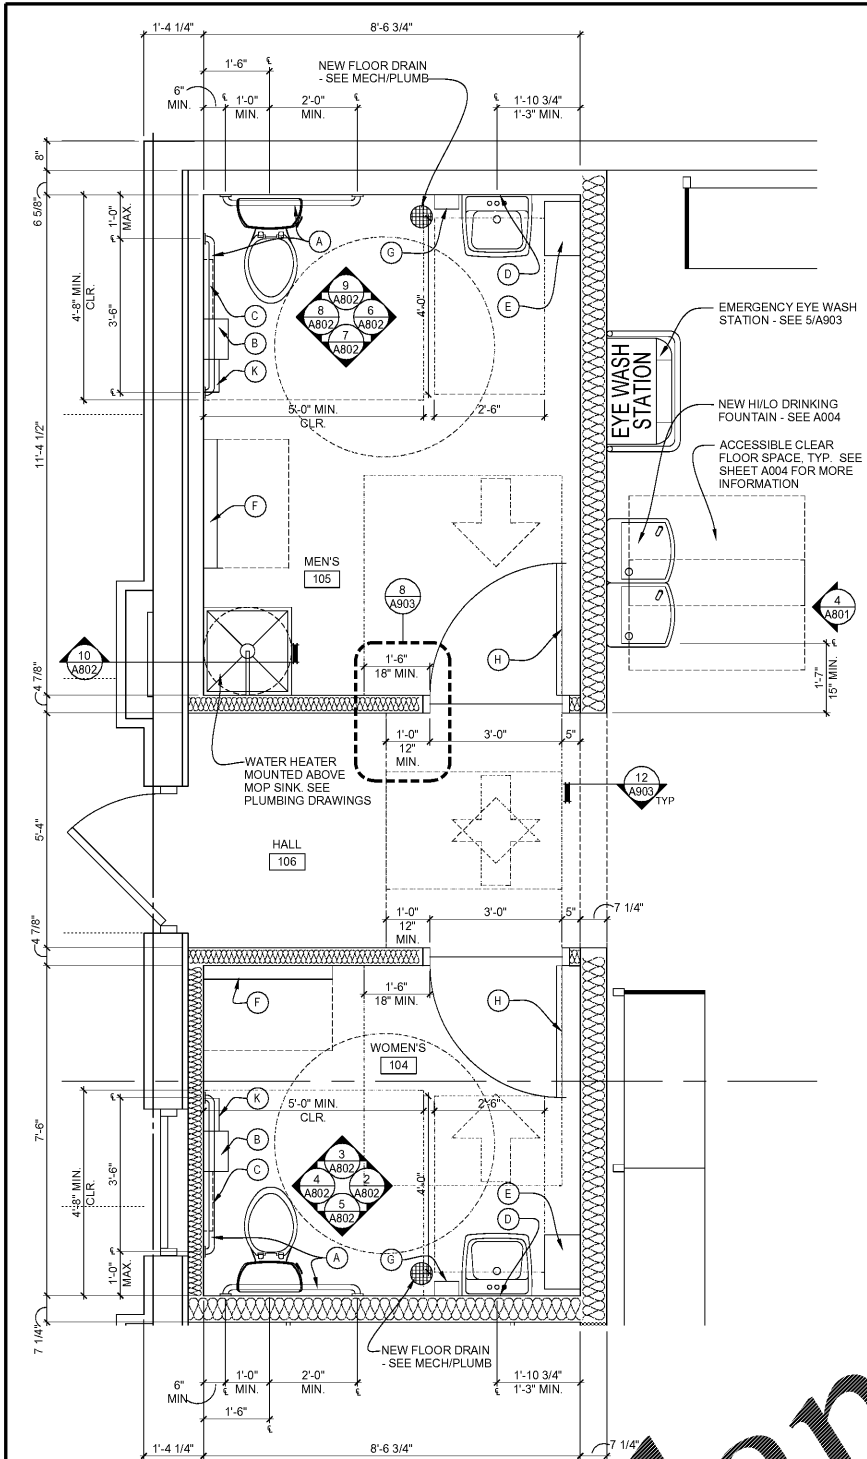 1'-4 1/4"
8'-6 3/4"
1'-6"
NEW FLOOR DRAIN
- SEE MECH/PLUMB
6"
MIN.
1'-0"
MIN.
2'-0"
MIN.
1'-10 3/4"
1'-3" MIN.
8"
6 5/8"
1'-0"
MAX.
4'-8" MIN.
CLR.
3'-6"
11'-4 1/2"
A
G
D
E
C
B
K
9
A802
8
A802
6
A802
7
A802
4'-0"
5'-0" MIN.
CLR.
2'-6"
EYE WASH
STATION
EMERGENCY EYE WASH
STATION - SEE 5/A903
NEW HI/LO DRINKING
FOUNTAIN - SEE A004
ACCESSIBLE CLEAR
FLOOR SPACE, TYP. SEE
SHEET A004 FOR MORE
INFORMATION
F
MEN'S
105
8
A903
4
A801
10
A802
1'-6"
18" MIN.
H
1'-7"
15" MIN.
4 7/8"
1'-0"
12"
MIN.
3'-0"
5"
WATER HEATER
MOUNTED ABOVE
MOP SINK. SEE
PLUMBING DRAWINGS
12
A903
TYP
5'-4"
HALL
106
1'-0"
12"
MIN.
3'-0"
5"
7 1/4"
4 7/8"
1'-6"
18" MIN.
F
H
WOMEN'S
104
7'-6"
4'-8" MIN.
CLR.
3'-6"
1'-0"
MAX.
K
B
C
5'-0" MIN.
CLR.
2'-6"
3
A802
4
A802
2
A802
5
A802
4'-0"
E
D
A
G
7 1/4"
NEW FLOOR DRAIN
- SEE MECH/PLUMB
6"
MIN
1'-0"
MIN.
2'-0"
MIN.
1'-10 3/4"
1'-3" MIN.
1'-6"
1'-4 1/4"
8'-6 3/4"
7 1/4"